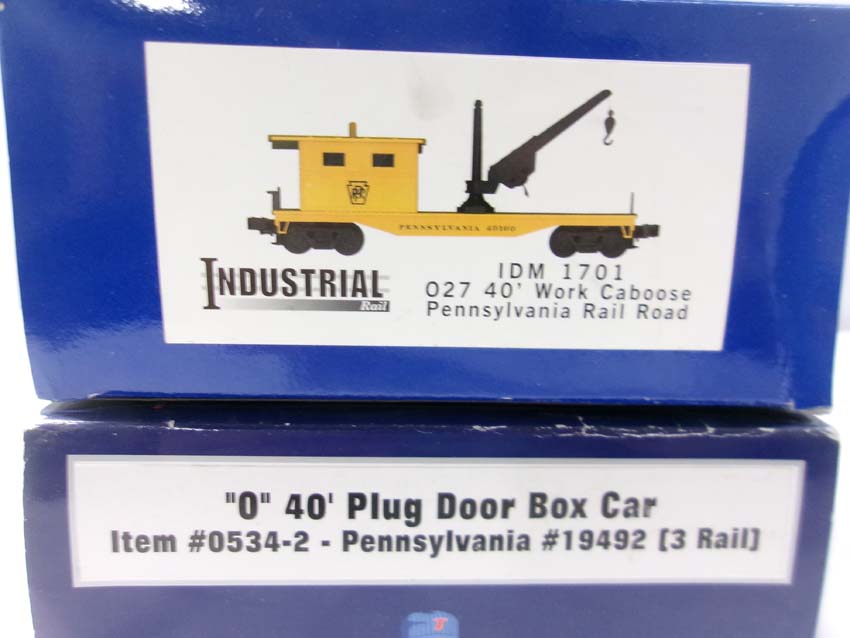 PENNSYLVANIA 40100
INDUSTRIAL
Rail
IDM 1701
O27 40' Work Caboose
Pennsylvania Rail Road
"O" 40' Plug Door Box Car
Item #0534-2 - Pennsylvania #19492 [3 Rail]